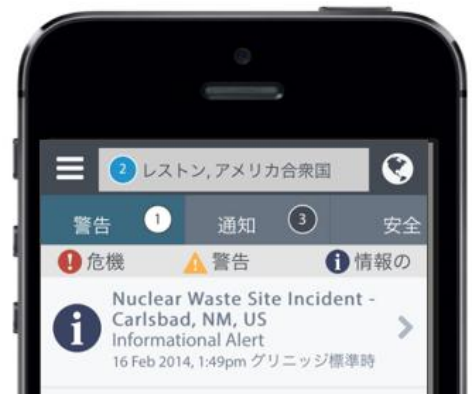 2 レストン, アメリカ合衆国
警告 1 通知 3 安全
危機 警告 情報の
Nuclear Waste Site Incident -
Carlsbad, NM, US
Informational Alert
16 Feb 2014, 1:49pm グリニッジ標準時